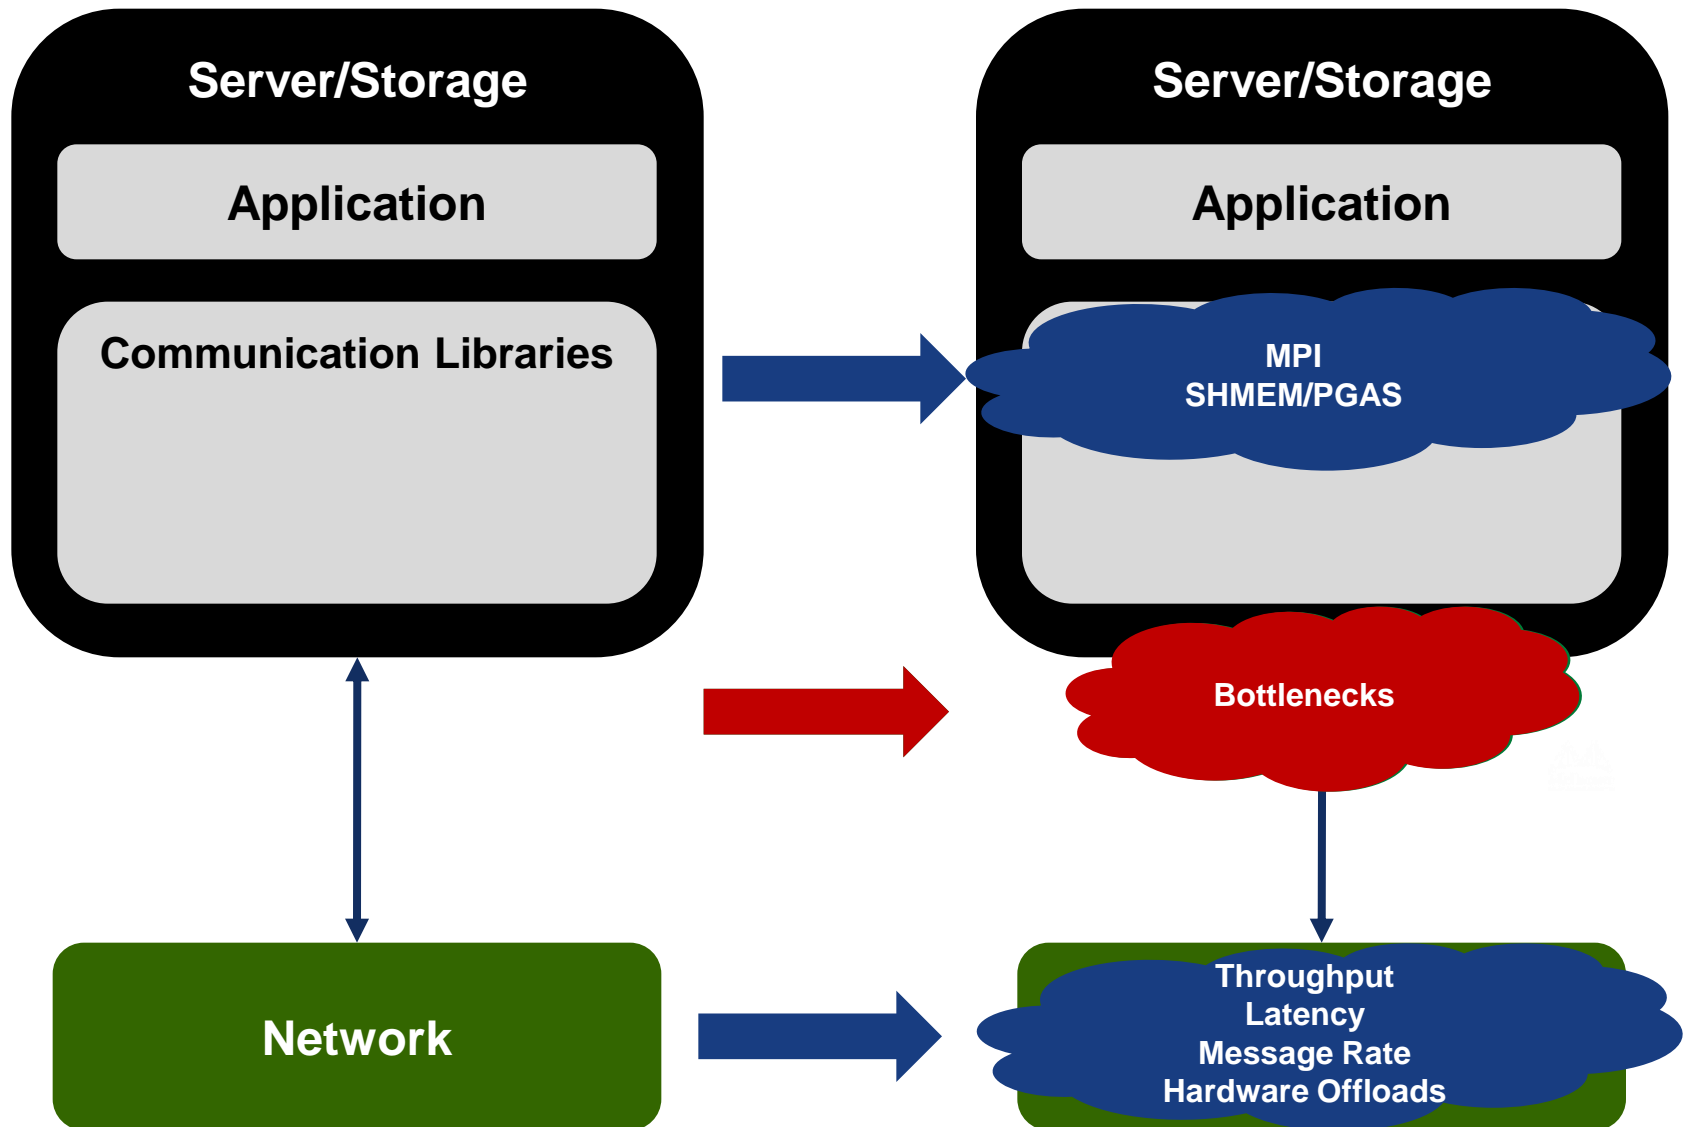 Server/Storage
Application
Communication Libraries
Network
Server/Storage
Application
MPI
SHMEM/PGAS
Bottlenecks
Throughput
Latency
Message Rate
Hardware Offloads